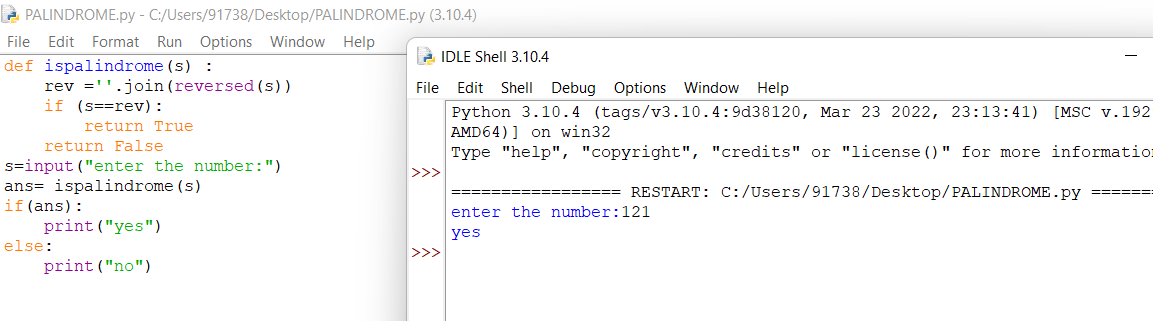 PALINDROME.py - C:/Users/91738/Desktop/PALINDROME.py (3.10.4)
File Edit Format Run Options Window Help
def ispalindrome(s) :
    rev =''.join(reversed(s))
    if (s==rev):
        return True
    return False
s=input("enter the number:")
ans= ispalindrome(s)
if(ans):
    print("yes")
else:
    print("no")
IDLE Shell 3.10.4
File Edit Shell Debug Options Window Help
Python 3.10.4 (tags/v3.10.4:9d38120, Mar 23 2022, 23:13:41) [MSC v.192
AMD64)] on win32
Type "help", "copyright", "credits" or "license()" for more information
>>>
================= RESTART: C:/Users/91738/Desktop/PALINDROME.py =======
enter the number:121
yes
>>>